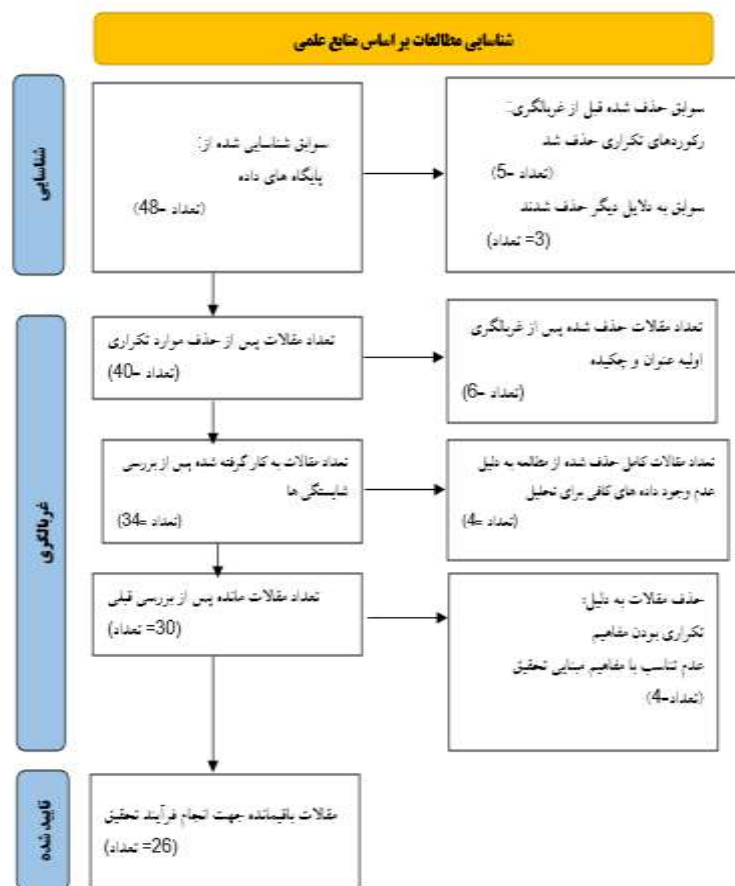 شناسایی مطالعات بر اساس منابع علمی
شناسایی
سوابق شناسایی شده از:
پایگاه های داده
(تعداد =48)
سوابق حذف شده قبل از غربالگری:
رکوردهای تکراری حذف شد
(تعداد =5)
سوابق به دلایل دیگر حذف شدند
(3= تعداد)
غربالگری
تعداد مقالات پس از حذف موارد تکراری
(تعداد =40)
تعداد مقالات حذف شده پس از غربالگری
اولیه عنوان و چکیده
(تعداد =6)
تعداد مقالات به کار گرفته شده پس از بررسی
شایستگی ها
(تعداد =34)
تعداد مقالات کامل حذف شده از مطالعه به دلیل
عدم وجود داده های کافی برای تحلیل
(تعداد =4)
تعداد مقالات مانده پس از بررسی قبلی
(30= تعداد)
حذف مقالات به دلیل:
تکراری بودن مفاهیم
عدم تناسب با مفاهیم مبنایی تحقیق
(تعداد=4)
تایید شده
مقالات باقیمانده جهت انجام فرآیند تحقیق
(26= تعداد)